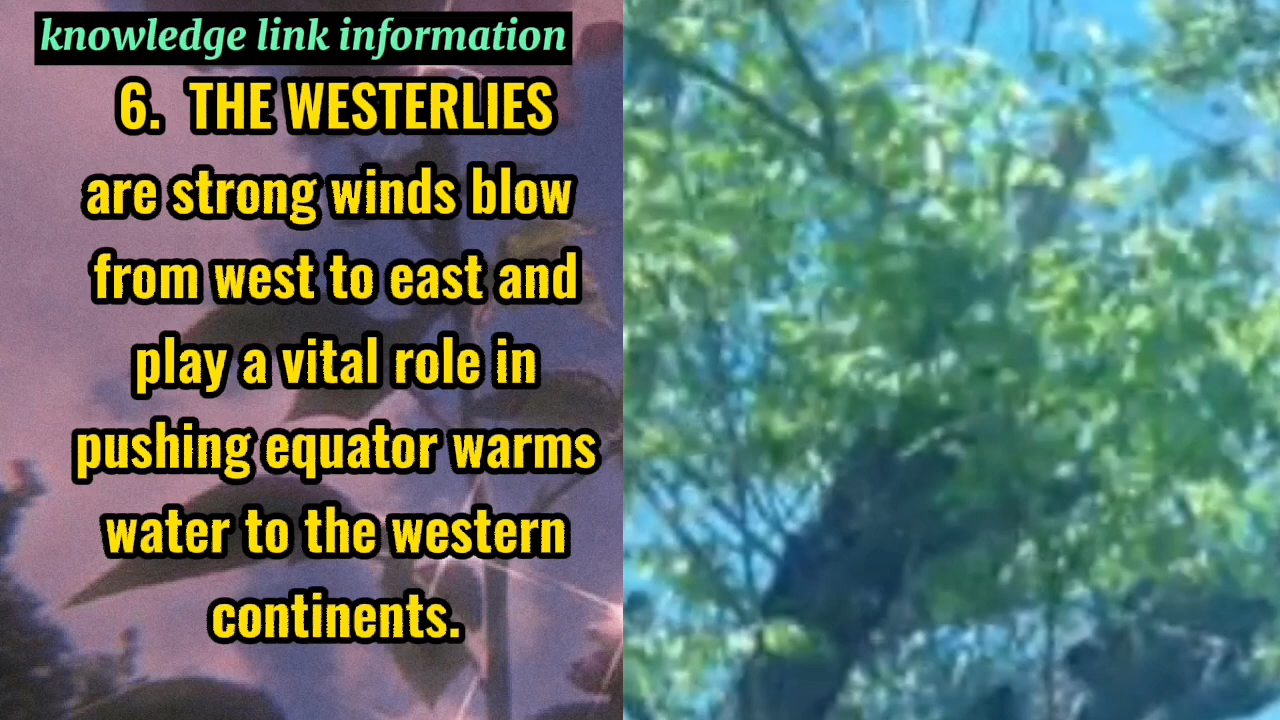 knowledge link information
6. THE WESTERLIES
are strong winds blow
from west to east and
play a vital role in
pushing equator warms
water to the western
continents.